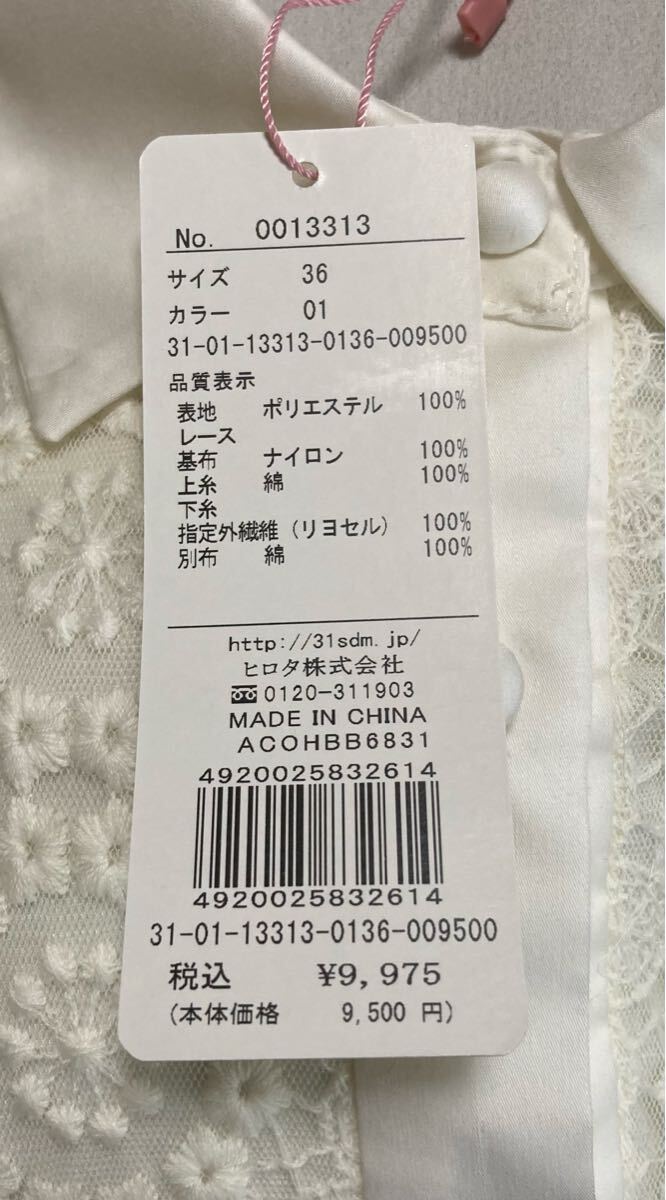 No. 0013313
サイズ 36
カラー 01
31-01-13313-0136-009500
品質表示
表地 ポリエステル 100%
レース
基布 ナイロン 100%
上糸 綿 100%
下糸
指定外繊維（リヨセル） 100%
別布 綿 100%
http://31sdm.jp/
ヒロタ株式会社
0120-311903
MADE IN CHINA
ACOHBB6831
4920025832614
4920025832614
31-01-13313-0136-009500
税込 ¥9,975
（本体価格 9,500 円）